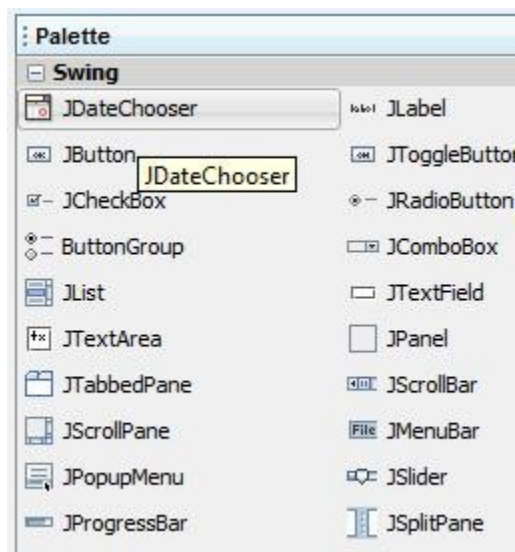 Palette
Swing
JDateChooser JLabel
JButton JToggleButton
JDateChooser
JCheckBox JRadioButton
ButtonGroup JComboBox
JList JTextField
JTextArea JPanel
JTabbedPane JScrollBar
JScrollPane File JMenuBar
JPopupMenu JSlider
JProgressBar JSplitPane